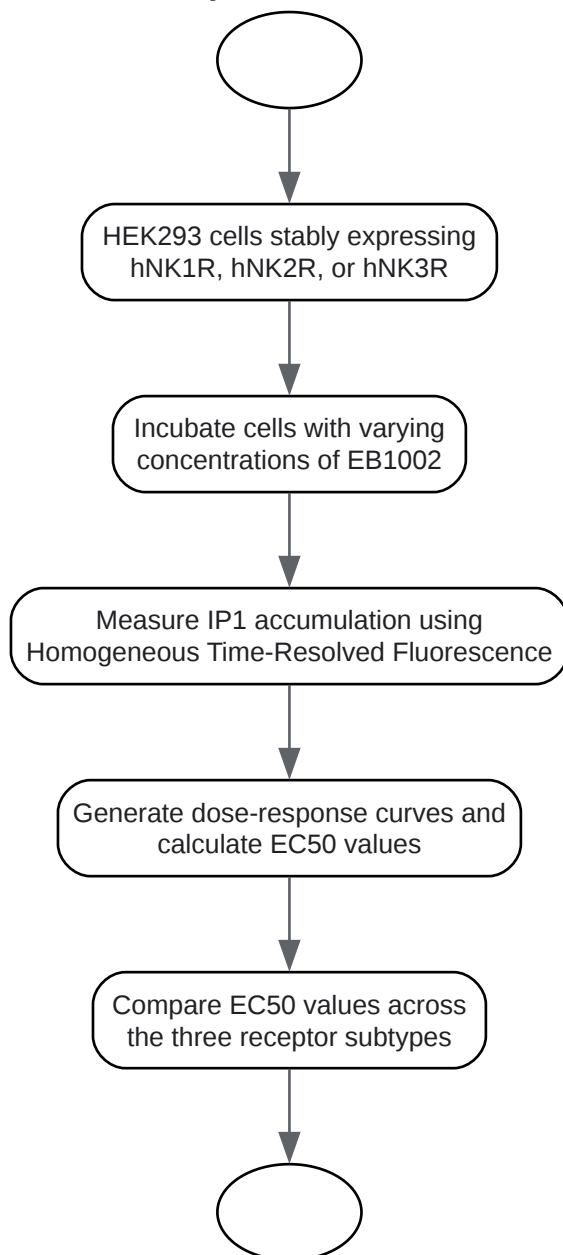 HEK293 cells stably expressing
hNK1R, hNK2R, or hNK3R
Incubate cells with varying
concentrations of EB1002
Measure IP1 accumulation using
Homogeneous Time-Resolved Fluorescence
Generate dose-response curves and
calculate EC50 values
Compare EC50 values across
the three receptor subtypes